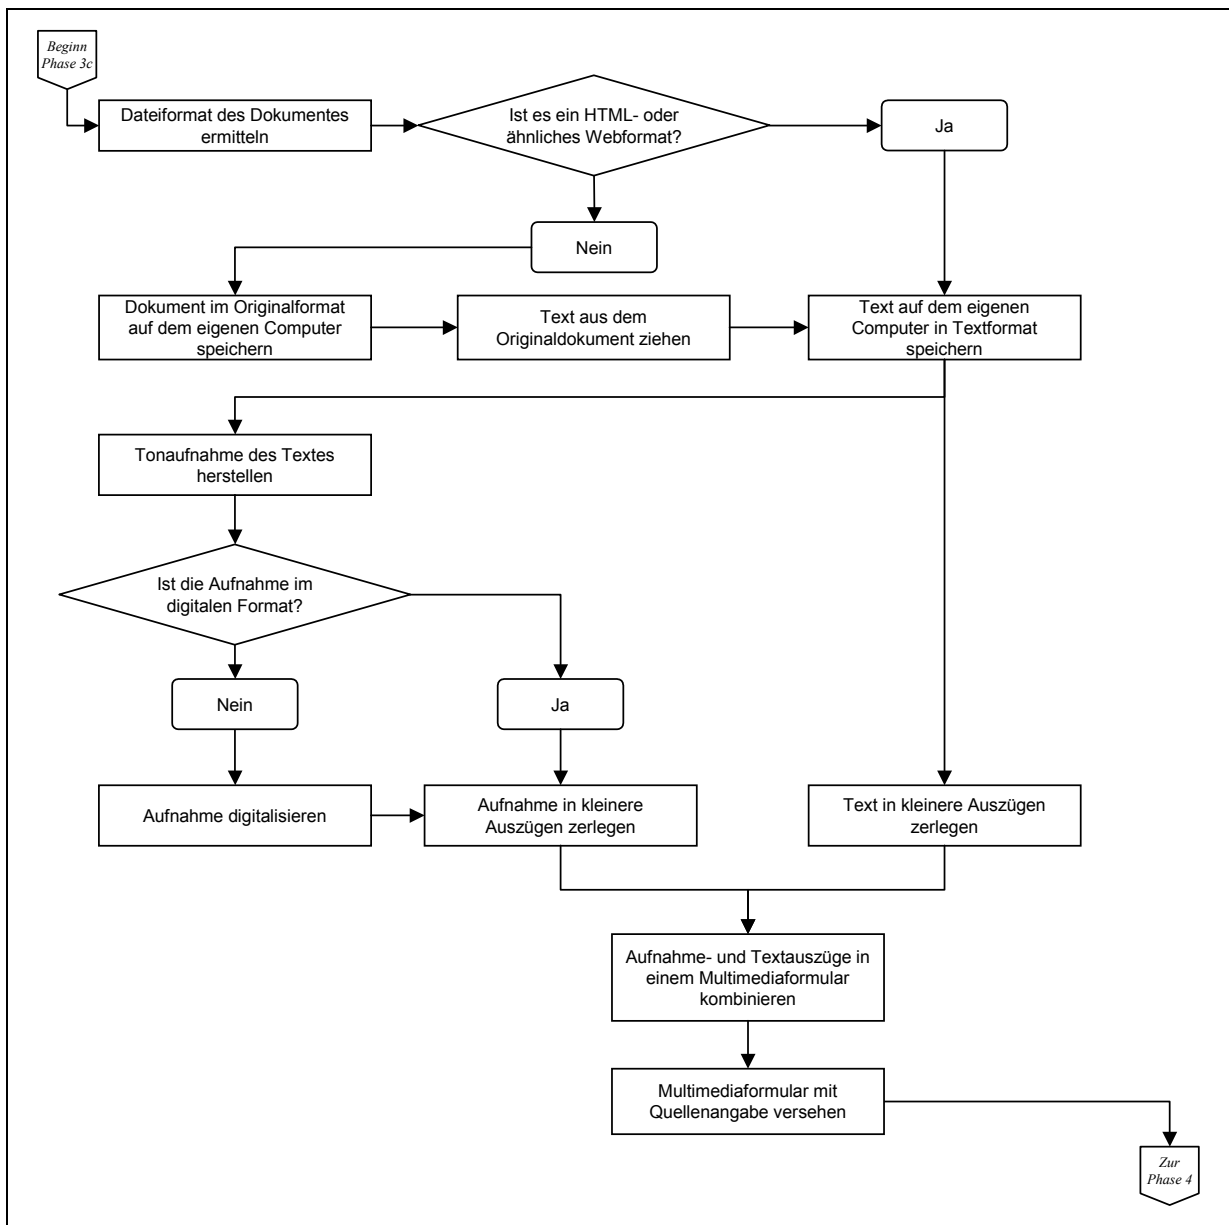 Beginn
Phase 3c
Dateiformat des Dokumentes
ermitteln
Ist es ein HTML- oder
ähnliches Webformat?
Ja
Nein
Dokument im Originalformat
auf dem eigenen Computer
speichern
Text aus dem
Originaldokument ziehen
Text auf dem eigenen
Computer in Textformat
speichern
Tonaufnahme des Textes
herstellen
Ist die Aufnahme im
digitalen Format?
Nein
Ja
Aufnahme digitalisieren
Aufnahme in kleinere
Auszügen zerlegen
Text in kleinere Auszügen
zerlegen
Aufnahme- und Textauszüge in
einem Multimediaformular
kombinieren
Multimediaformular mit
Quellenangabe versehen
Zur
Phase 4